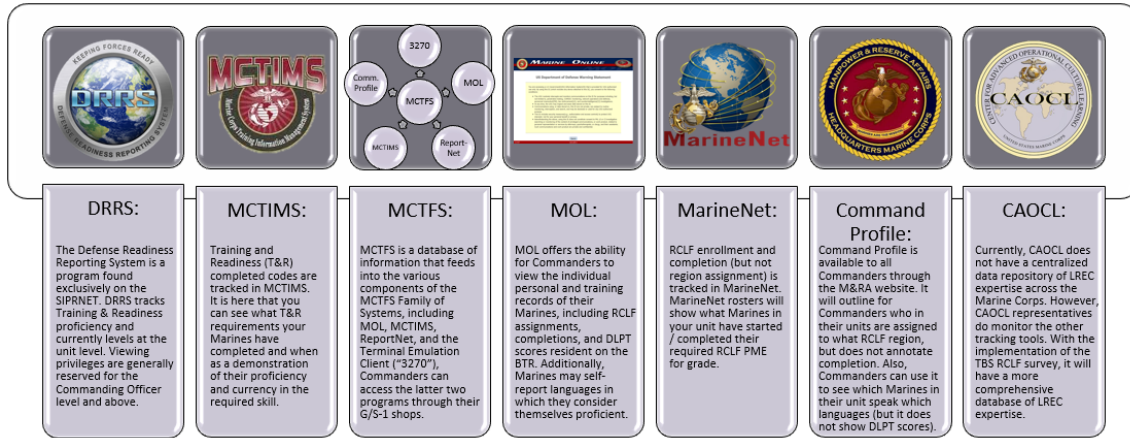 KEEPING FORCES READY
DRRS
DEFENSE READINESS REPORTING SYSTEM
MCTIMS
Marine Corps Training Information Management System
3270
Comm. Profile
MOL
MCTFS
MCTIMS
Report-
Net
MARINE ONLINE
US Department of Defense Warning Statement
MarineNet
MANPOWER & RESERVE AFFAIRS
HEADQUARTERS MARINE CORPS
CENTER FOR ADVANCED OPERATIONAL CULTURE LEARNING
CAOCL
UNITED STATES MARINE CORPS
DRRS:
The Defense Readiness
Reporting System is a
program found
exclusively on the
SIPRNET. DRRS tracks
Training & Readiness
proficiency and
currently levels at the
unit level. Viewing
privileges are generally
reserved for the
Commanding Officer
level and above.
MCTIMS:
Training and
Readiness (T&R)
completed codes are
tracked in MCTIMS.
It is here that you
can see what T&R
requirements your
Marines have
completed and when
as a demonstration
of their proficiency
and currency in the
required skill.
MCTFS:
MCTFS is a database of
information that feeds
into the various
components of the
MCTFS Family of
Systems, including
MOL, MCTIMS,
ReportNet, and the
Terminal Emulation
Client (“3270”),
Commanders can
access the latter two
programs through their
G/S-1 shops.
MOL:
MOL offers the ability
for Commanders to
view the individual
personal and training
records of their
Marines, including RCLF
assignments,
completions, and DLPT
scores resident on the
BTR. Additionally,
Marines may self-
report languages in
which they consider
themselves proficient.
MarineNet:
RCLF enrollment and
completion (but not
region assignment) is
tracked in MarineNet.
MarineNet rosters will
show what Marines in
your unit have started
/ completed their
required RCLF PME
for grade.
Command
Profile:
Command Profile is
available to all
Commanders through
the M&RA website. It
will outline for
Commanders who in
their units are assigned
to what RCLF region,
but does not annotate
completion. Also,
Commanders can use it
to see which Marines in
their unit speak which
languages (but it does
not show DLPT scores).
CAOCL:
Currently, CAOCL does
not have a centralized
data repository of LREC
expertise across the
Marine Corps. However,
CAOCL representatives
do monitor the other
tracking tools. With the
implementation of the
TBS RCLF survey, it will
have a more
comprehensive
database of LREC
expertise.